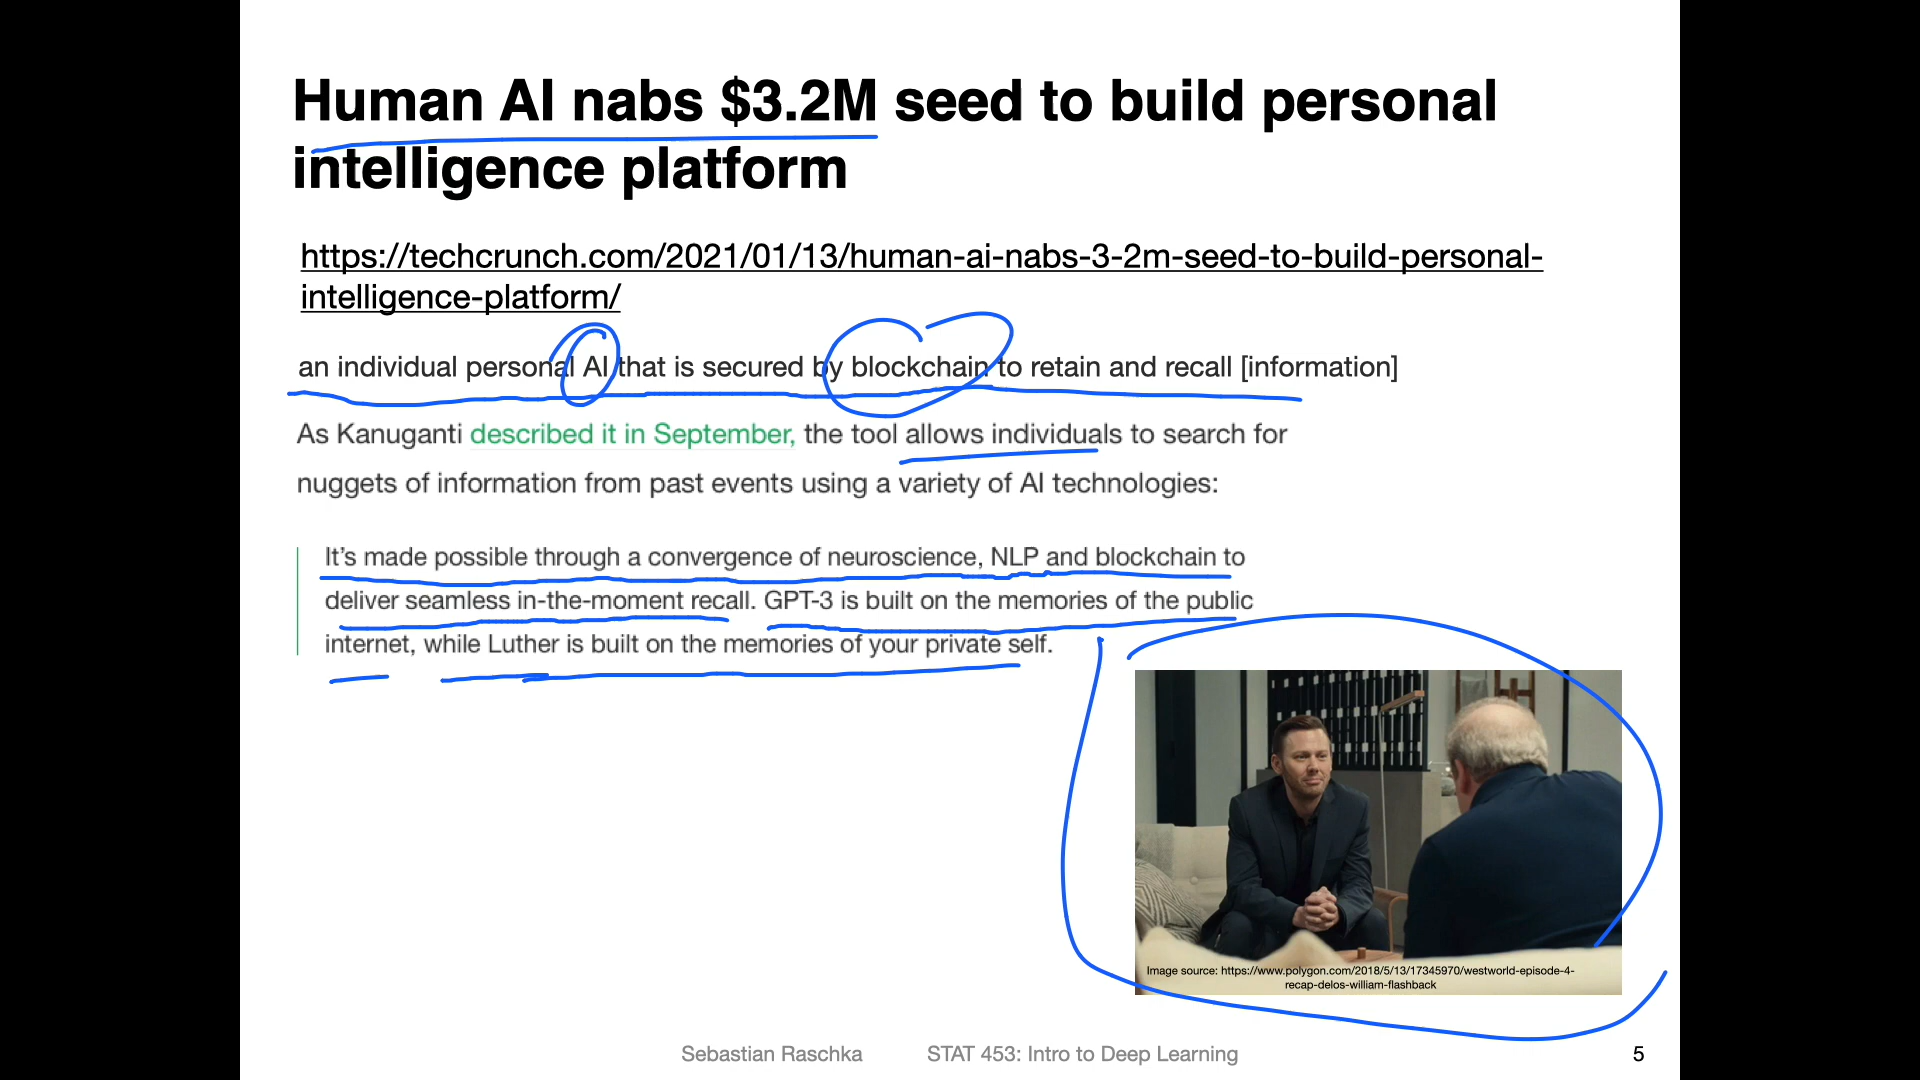 Human AI nabs $3.2M seed to build personal
intelligence platform
https://techcrunch.com/2021/01/13/human-ai-nabs-3-2m-seed-to-build-personal-
intelligence-platform/
an individual personal AI that is secured by blockchain to retain and recall [information]
As Kanuganti described it in September, the tool allows individuals to search for
nuggets of information from past events using a variety of AI technologies:
It’s made possible through a convergence of neuroscience, NLP and blockchain to
deliver seamless in-the-moment recall. GPT-3 is built on the memories of the public
internet, while Luther is built on the memories of your private self.
Image source: https://www.polygon.com/2018/5/13/17345970/westworld-episode-4-
recap-delos-william-flashback
Sebastian Raschka STAT 453: Intro to Deep Learning 5